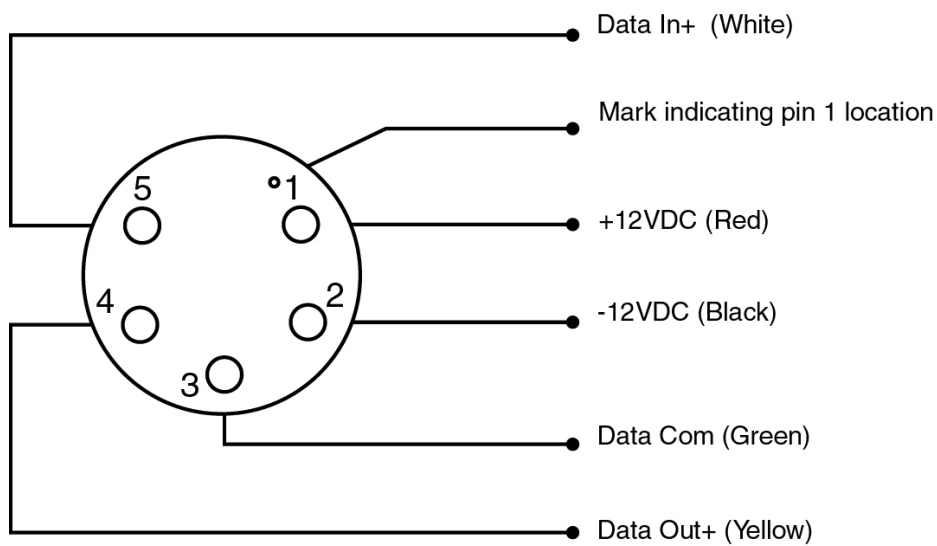 Data In+ (White)
Mark indicating pin 1 location
5
1
+12VDC (Red)
4
2
-12VDC (Black)
3
Data Com (Green)
Data Out+ (Yellow)